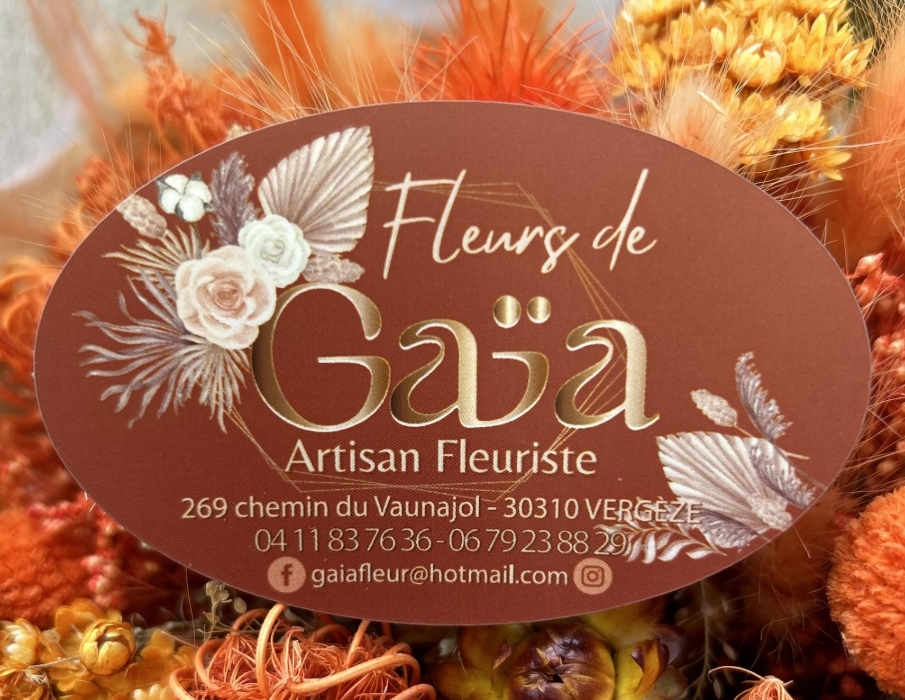 Fleurs de
Gaïa
Artisan Fleuriste
269 chemin du Vaunajol - 30310 VERGÈZE
04 11 83 76 36 - 06 79 23 88 29
gaiafleur@hotmail.com